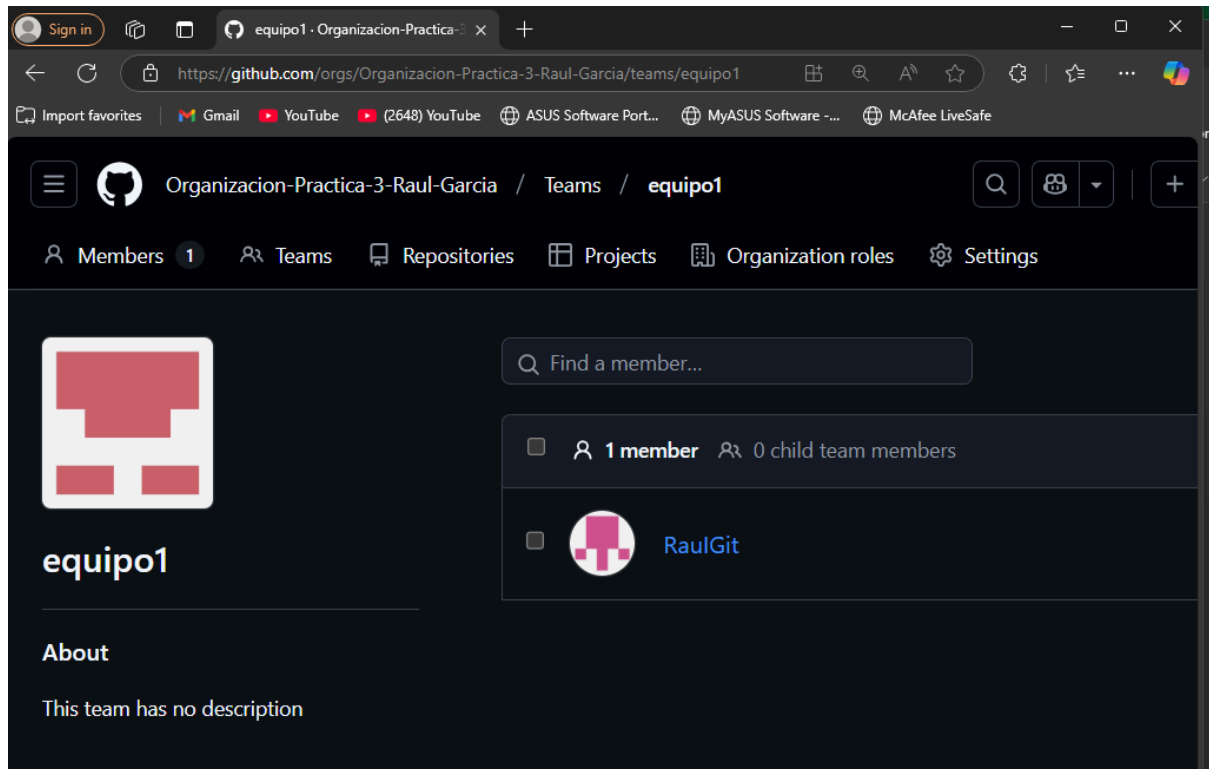 Sign in
equipo1 · Organizacion-Practica-3
https://github.com/orgs/Organizacion-Practica-3-Raul-Garcia/teams/equipo1
Import favorites
Gmail
YouTube
(2648) YouTube
ASUS Software Port...
MyASUS Software -...
McAfee LiveSafe
Organizacion-Practica-3-Raul-Garcia / Teams / equipo1
Members 1 Teams Repositories Projects Organization roles Settings
Find a member...
1 member 0 child team members
RaulGit
equipo1
About
This team has no description